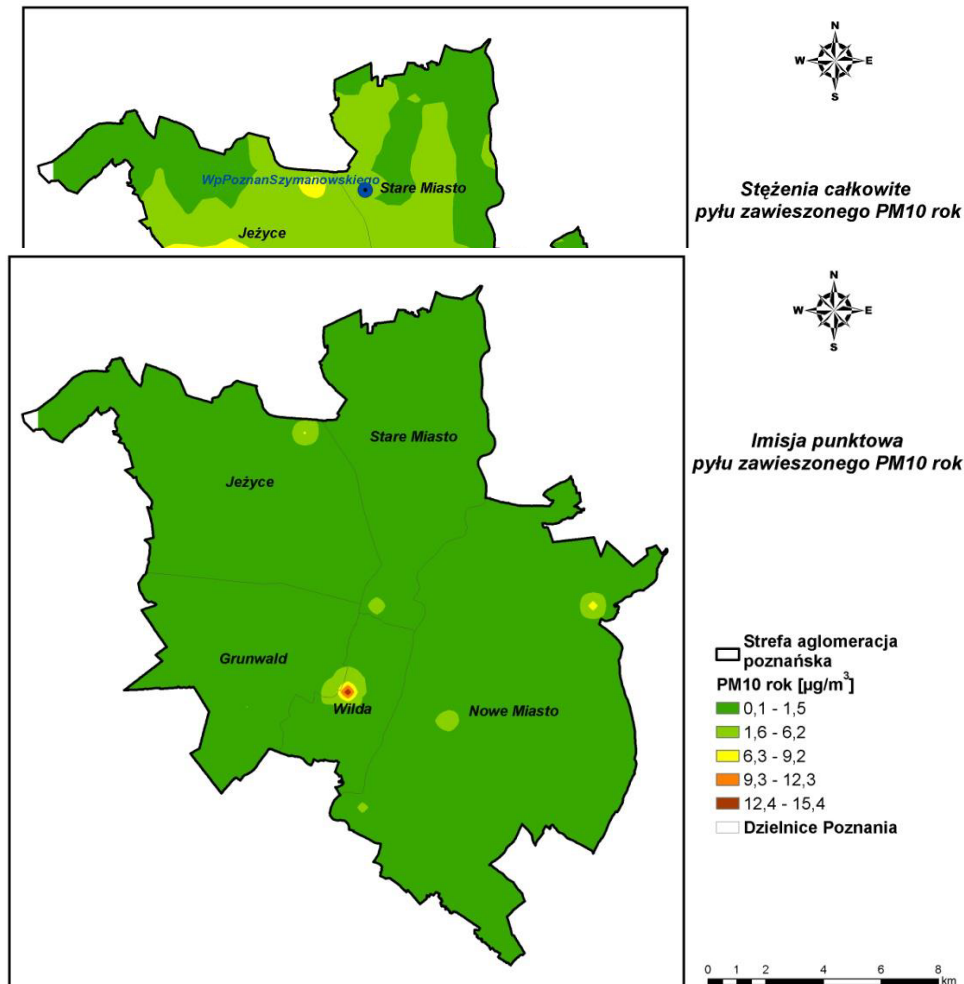 N
W E
S
WpPoznanSzymanowskiego
Stare Miasto
Jeżyce
Stężenia całkowite
pyłu zawieszonego PM10 rok
N
W E
S
Stare Miasto
Jeżyce
Imisja punktowa
pyłu zawieszonego PM10 rok
Grunwald
Wilda
Nowe Miasto
Strefa aglomeracja
poznańska
PM10 rok [µg/m³]
0,1 - 1,5
1,6 - 6,2
6,3 - 9,2
9,3 - 12,3
12,4 - 15,4
Dzielnice Poznania
0 1 2 4 6 8
km